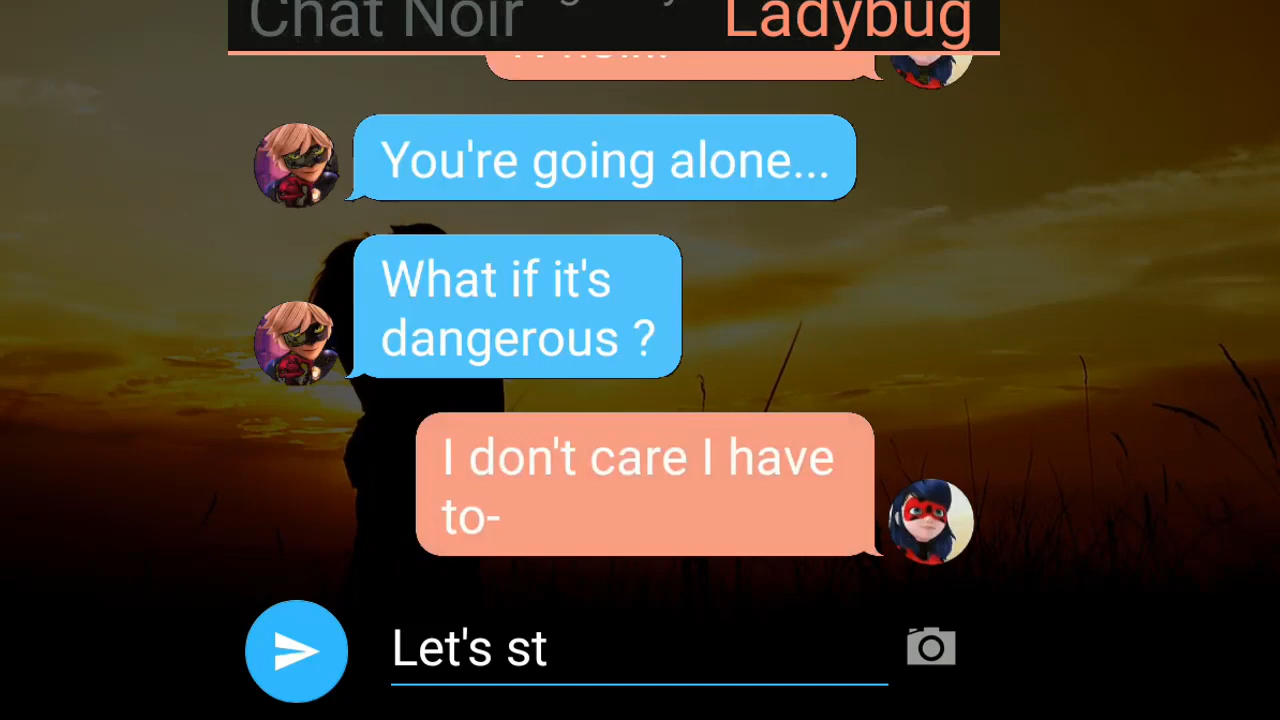 Chat Noir
Ladybug
You're going alone...
What if it's
dangerous ?
I don't care I have
to-
Let's st